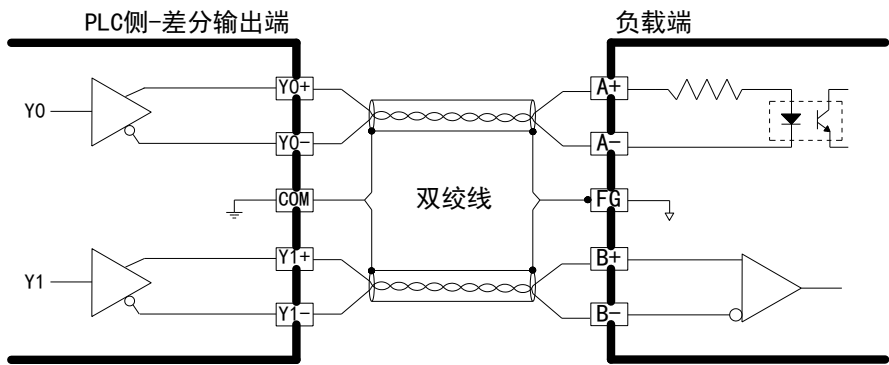 PLC侧-差分输出端
负载端
Y0
Y0+
Y0-
COM
Y1
Y1+
Y1-
双绞线
A+
A-
FG
B+
B-